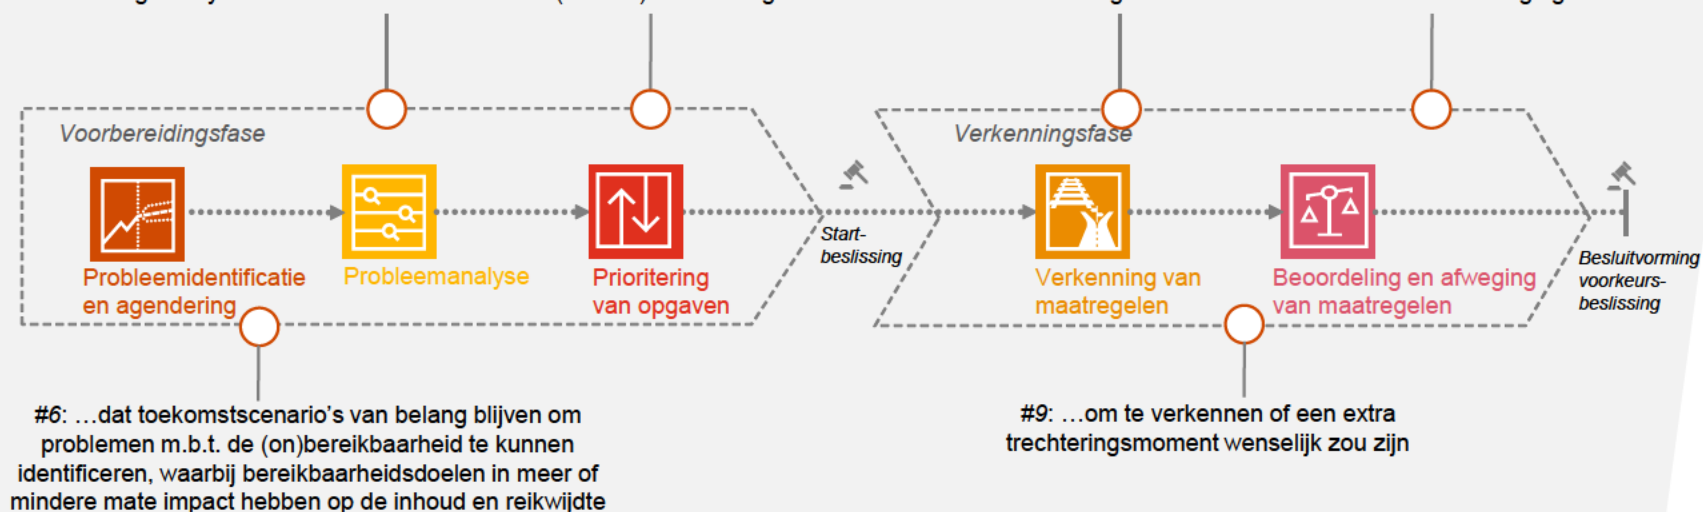 Voorbereidingsfase
Verkenningsfase
Probleemidentificatie
en agendering
Probleemanalyse
Prioritering
van opgaven
Start-
beslissing
Verkenning van
maatregelen
Beoordeling en afweging
van maatregelen
Besluitvorming
voorkeurs-
beslissing
#6: …dat toekomstscenario's van belang blijven om
problemen m.b.t. de (on)bereikbaarheid te kunnen
identificeren, waarbij bereikbaarheidsdoelen in meer of
mindere mate impact hebben op de inhoud en reikwijdte
#9: …om te verkennen of een extra
trechteringsmoment wenselijk zou zijn